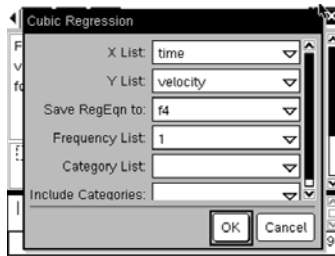 Cubic Regression
X List: time
Y List: velocity
Save RegEqn to: f4
Frequency List: 1
Category List:
Include Categories:
OK Cancel